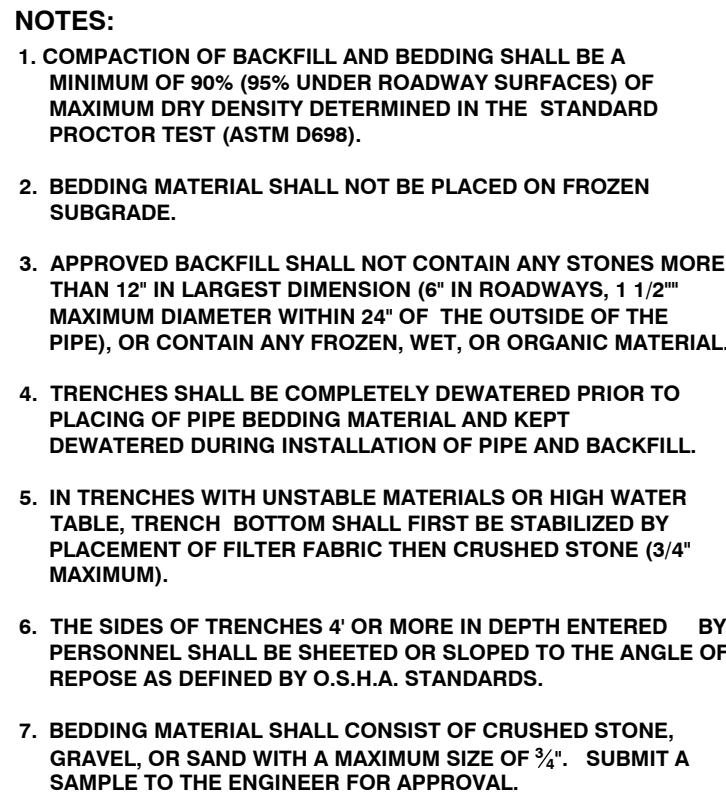 NOTES:
1. COMPACTION OF BACKFILL AND BEDDING SHALL BE A
MINIMUM OF 90% (95% UNDER ROADWAY SURFACES) OF
MAXIMUM DRY DENSITY DETERMINED IN THE STANDARD
PROCTOR TEST (ASTM D698).
2. BEDDING MATERIAL SHALL NOT BE PLACED ON FROZEN
SUBGRADE.
3. APPROVED BACKFILL SHALL NOT CONTAIN ANY STONES MORE
THAN 12" IN LARGEST DIMENSION (6" IN ROADWAYS, 1 1/2""
MAXIMUM DIAMETER WITHIN 24" OF THE OUTSIDE OF THE
PIPE), OR CONTAIN ANY FROZEN, WET, OR ORGANIC MATERIAL.
4. TRENCHES SHALL BE COMPLETELY DEWATERED PRIOR TO
PLACING OF PIPE BEDDING MATERIAL AND KEPT
DEWATERED DURING INSTALLATION OF PIPE AND BACKFILL.
5. IN TRENCHES WITH UNSTABLE MATERIALS OR HIGH WATER
TABLE, TRENCH BOTTOM SHALL FIRST BE STABILIZED BY
PLACEMENT OF FILTER FABRIC THEN CRUSHED STONE (3/4"
MAXIMUM).
6. THE SIDES OF TRENCHES 4' OR MORE IN DEPTH ENTERED BY
PERSONNEL SHALL BE SHEETED OR SLOPED TO THE ANGLE OF
REPOSE AS DEFINED BY O.S.H.A. STANDARDS.
7. BEDDING MATERIAL SHALL CONSIST OF CRUSHED STONE,
GRAVEL, OR SAND WITH A MAXIMUM SIZE OF ¾". SUBMIT A
SAMPLE TO THE ENGINEER FOR APPROVAL.